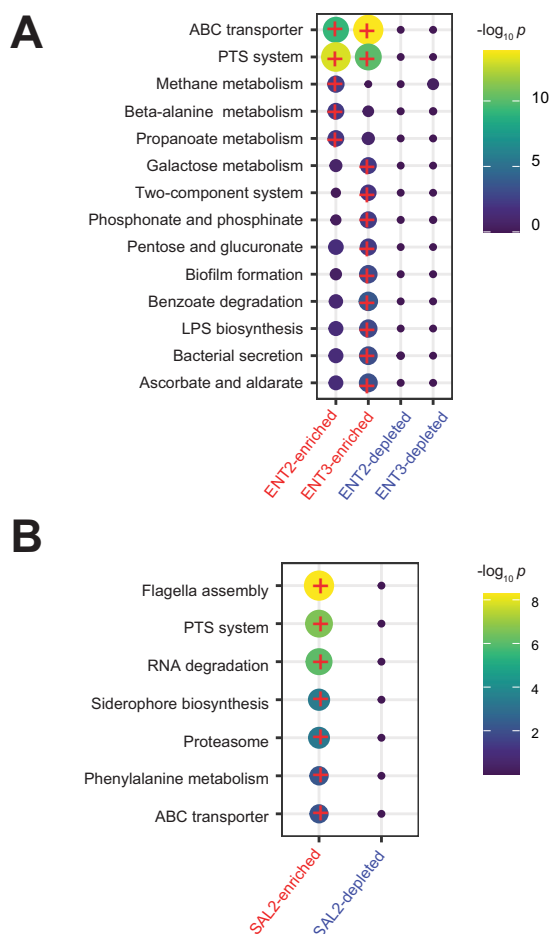 A
ABC transporter
PTS system
Methane metabolism
Beta-alanine metabolism
Propanoate metabolism
Galactose metabolism
Two-component system
Phosphonate and phosphinate
Pentose and glucuronate
Biofilm formation
Benzoate degradation
LPS biosynthesis
Bacterial secretion
Ascorbate and aldarate
ENT2-enriched
ENT3-enriched
ENT2-depleted
ENT3-depleted
-log10 p
10
5
0
B
Flagella assembly
PTS system
RNA degradation
Siderophore biosynthesis
Proteasome
Phenylalanine metabolism
ABC transporter
SAL2-enriched
SAL2-depleted
-log10 p
8
6
4
2